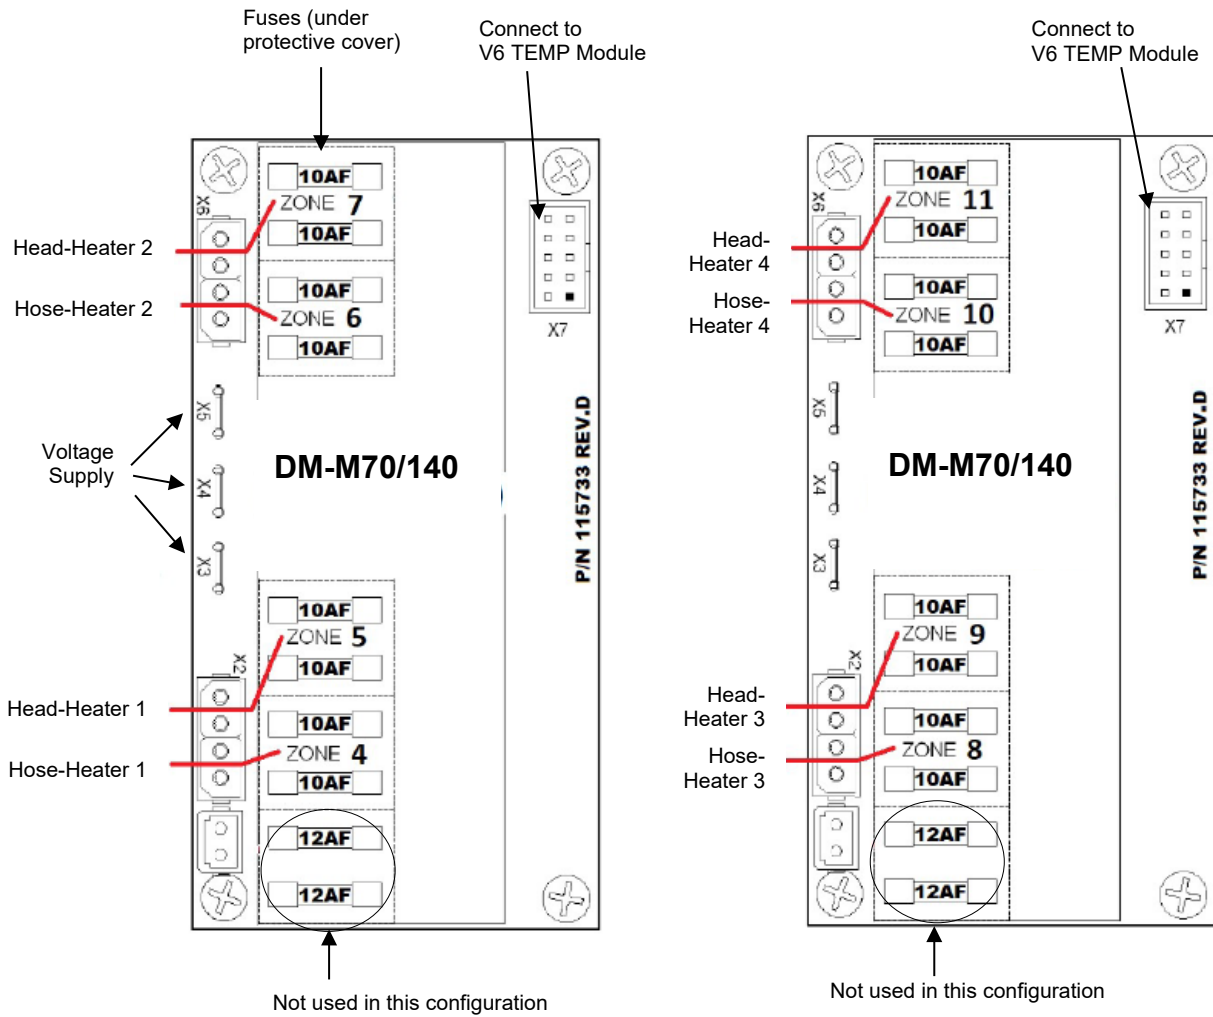 Fuses (under
protective cover)
Connect to
V6 TEMP Module
X6
10AF
ZONE 7
10AF
Head-Heater 2
10AF
Hose-Heater 2
ZONE 6
10AF
X7
X5
Voltage
Supply
X4
X3
DM-M70/140
P/N 115733 REV.D
10AF
ZONE 5
X2
10AF
Head-Heater 1
10AF
ZONE 4
Hose-Heater 1
10AF
12AF
12AF
Not used in this configuration
Connect to
V6 TEMP Module
X6
10AF
ZONE 11
10AF
Head-
Heater 4
10AF
Hose-
Heater 4
ZONE 10
10AF
X7
X5
X4
X3
DM-M70/140
P/N 115733 REV.D
10AF
ZONE 9
X2
10AF
Head-
Heater 3
10AF
ZONE 8
Hose-
Heater 3
10AF
12AF
12AF
Not used in this configuration